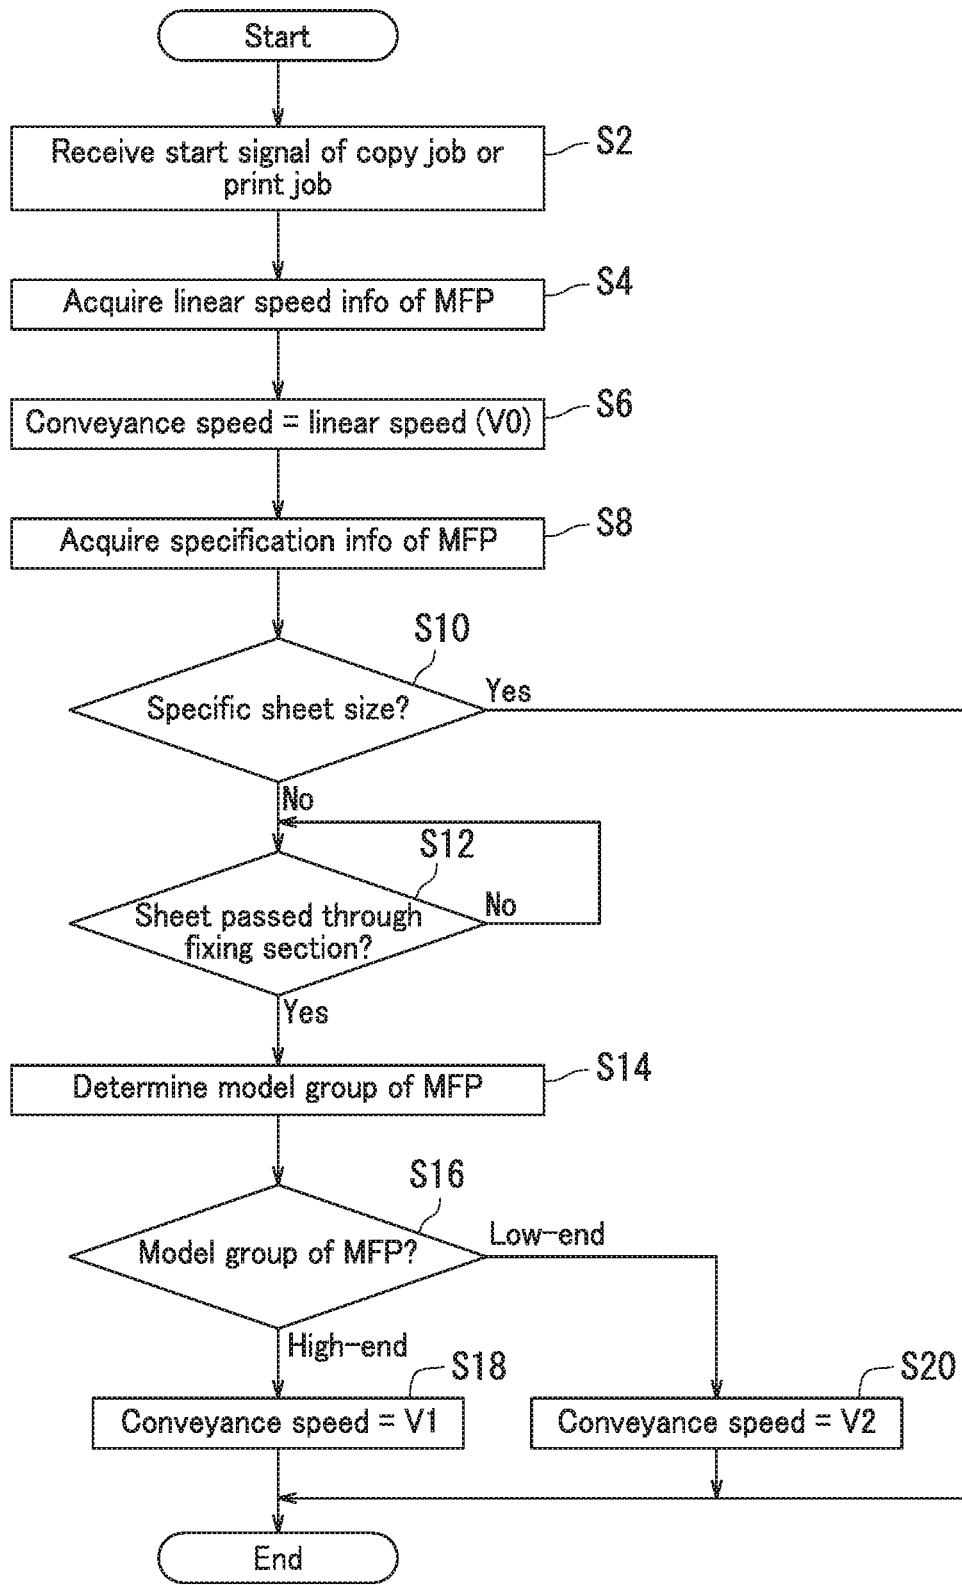 Start
Receive start signal of copy job or
print job
S2
Acquire linear speed info of MFP
S4
Conveyance speed = linear speed (V0)
S6
Acquire specification info of MFP
S8
S10
Specific sheet size?
Yes
No
S12
Sheet passed through
fixing section?
No
Yes
Determine model group of MFP
S14
S16
Model group of MFP?
Low-end
High-end
S18
Conveyance speed = V1
S20
Conveyance speed = V2
End